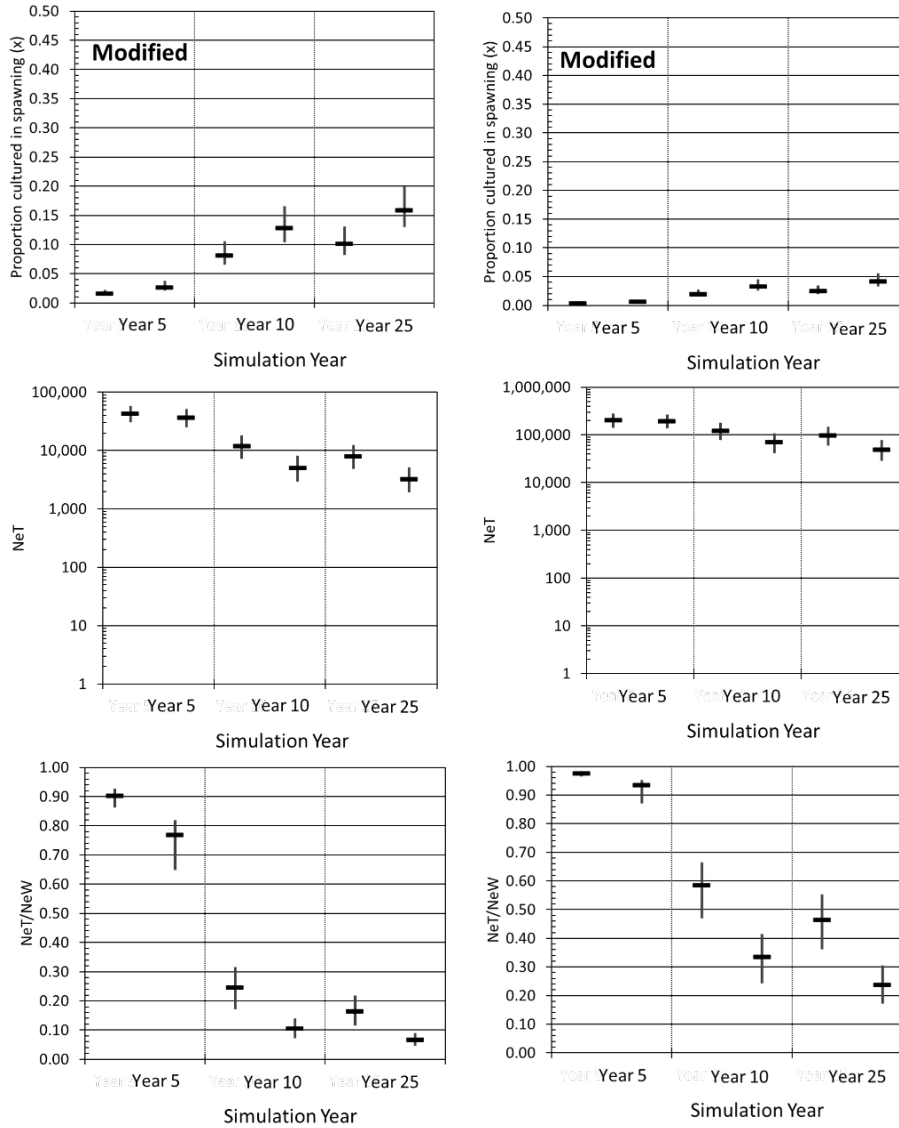 0.50
0.45
0.40
0.35
0.30
0.25
0.20
0.15
0.10
0.05
0.00
Proportion cultured in spawning (x)
Modified
Year 5 Year 10 Year 25
Simulation Year
0.50
0.45
0.40
0.35
0.30
0.25
0.20
0.15
0.10
0.05
0.00
Proportion cultured in spawning (x)
Modified
Year 5 Year 10 Year 25
Simulation Year
100,000
10,000
1,000
100
10
1
NeT
Year 5 Year 10 Year 25
Simulation Year
1,000,000
100,000
10,000
1,000
100
10
1
NeT
Year 5 Year 10 Year 25
Simulation Year
1.00
0.90
0.80
0.70
0.60
0.50
0.40
0.30
0.20
0.10
0.00
NeT/NeW
Year 5 Year 10 Year 25
Simulation Year
1.00
0.90
0.80
0.70
0.60
0.50
0.40
0.30
0.20
0.10
0.00
NeT/NeW
Year 5 Year 10 Year 25
Simulation Year